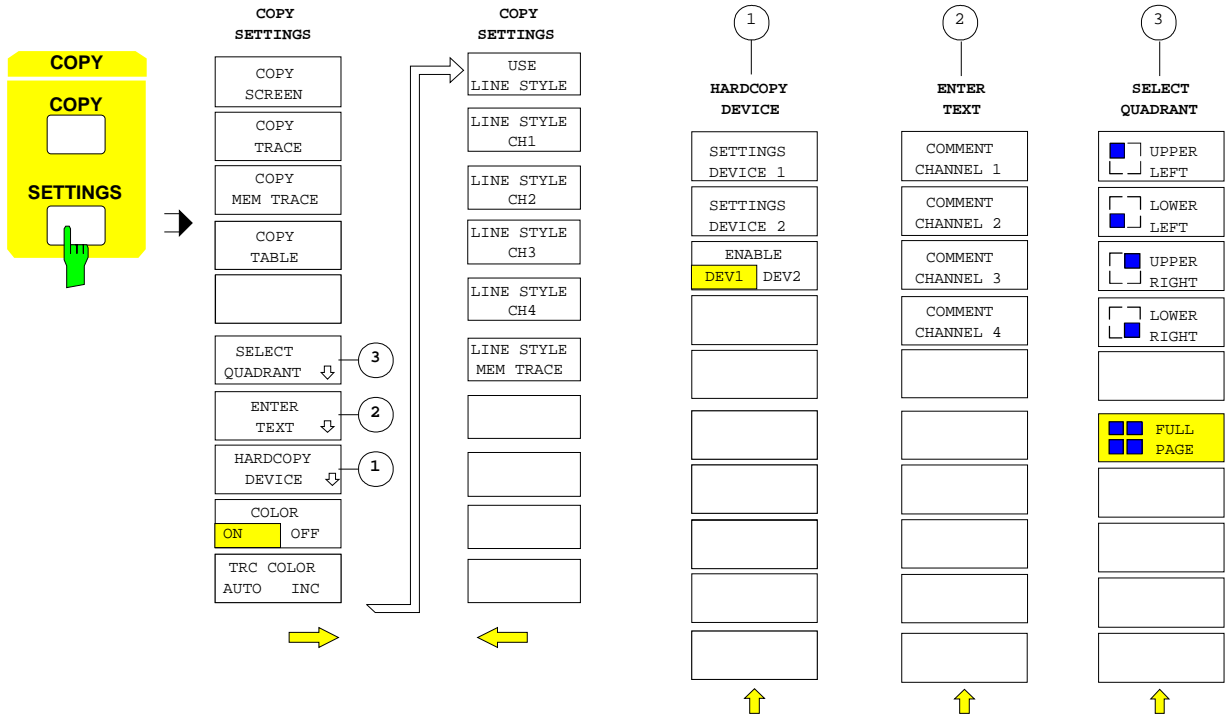 COPY
COPY
SETTINGS
COPY
SETTINGS
COPY
SCREEN
COPY
TRACE
COPY
MEM TRACE
COPY
TABLE
SELECT
QUADRANT
3
ENTER
TEXT
2
HARDCOPY
DEVICE
1
COLOR
ON OFF
TRC COLOR
AUTO INC
COPY
SETTINGS
USE
LINE STYLE
LINE STYLE
CH1
LINE STYLE
CH2
LINE STYLE
CH3
LINE STYLE
CH4
LINE STYLE
MEM TRACE
1
HARDCOPY
DEVICE
SETTINGS
DEVICE 1
SETTINGS
DEVICE 2
ENABLE
DEV1 DEV2
2
ENTER
TEXT
COMMENT
CHANNEL 1
COMMENT
CHANNEL 2
COMMENT
CHANNEL 3
COMMENT
CHANNEL 4
3
SELECT
QUADRANT
UPPER
LEFT
LOWER
LEFT
UPPER
RIGHT
LOWER
RIGHT
FULL
PAGE